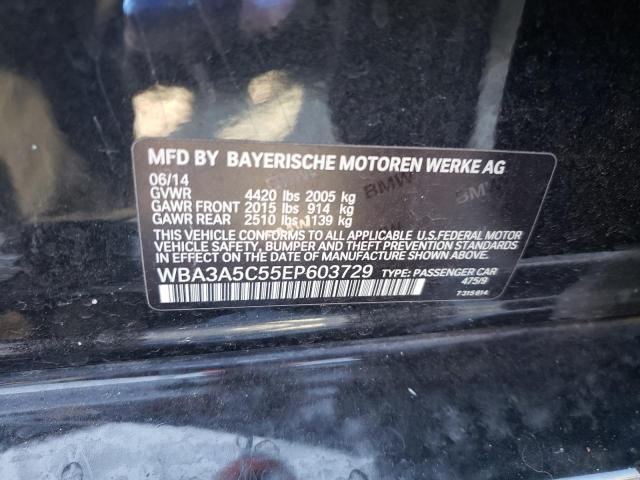 MFD BY BAYERISCHE MOTOREN WERKE AG
06/14
GVWR 4420 lbs 2005 kg
GAWR FRONT 2015 lbs 914 kg
GAWR REAR 2510 lbs 1139 kg
THIS VEHICLE CONFORMS TO ALL APPLICABLE U.S. FEDERAL MOTOR
VEHICLE SAFETY, BUMPER AND THEFT PREVENTION STANDARDS
IN EFFECT ON THE DATE OF MANUFACTURE SHOWN ABOVE.
WBA3A5C55EP603729 TYPE: PASSENGER CAR
475/9
7 315 814
BMW